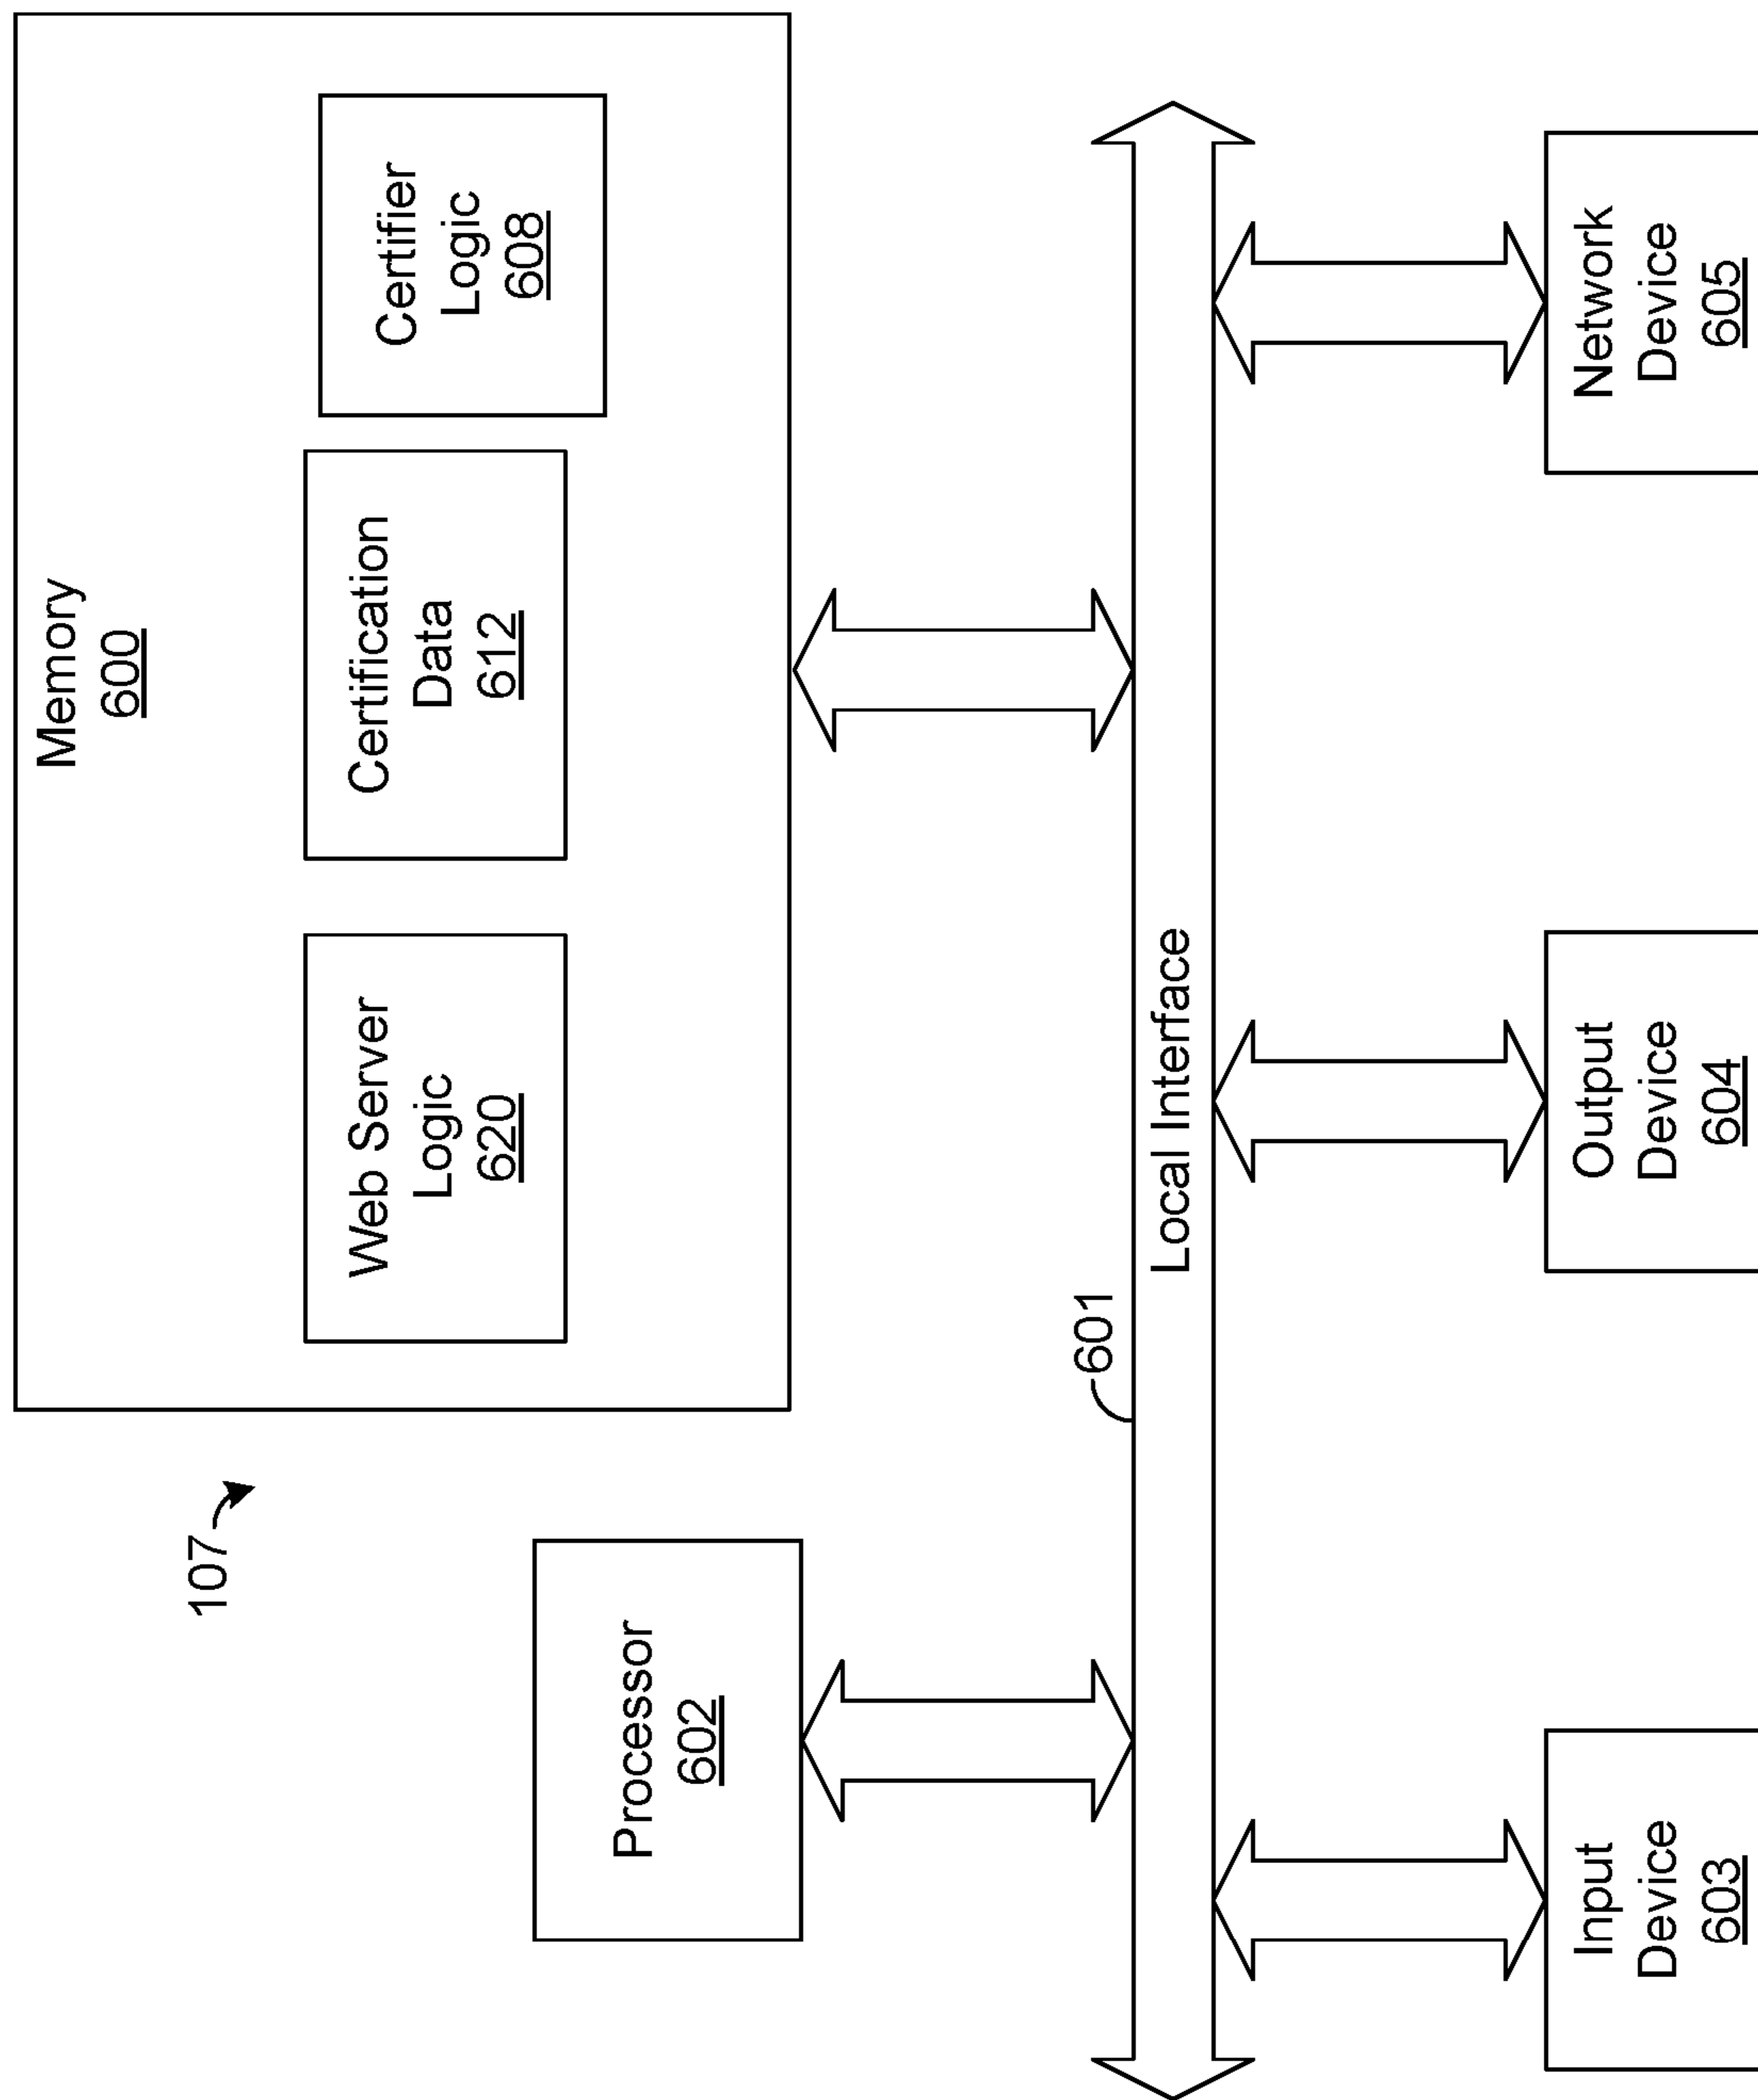 Memory
600
Web Server
Logic
620
Certification
Data
612
Certifier
Logic
608
107
Processor
602
601
Local Interface
Input
Device
603
Output
Device
604
Network
Device
605